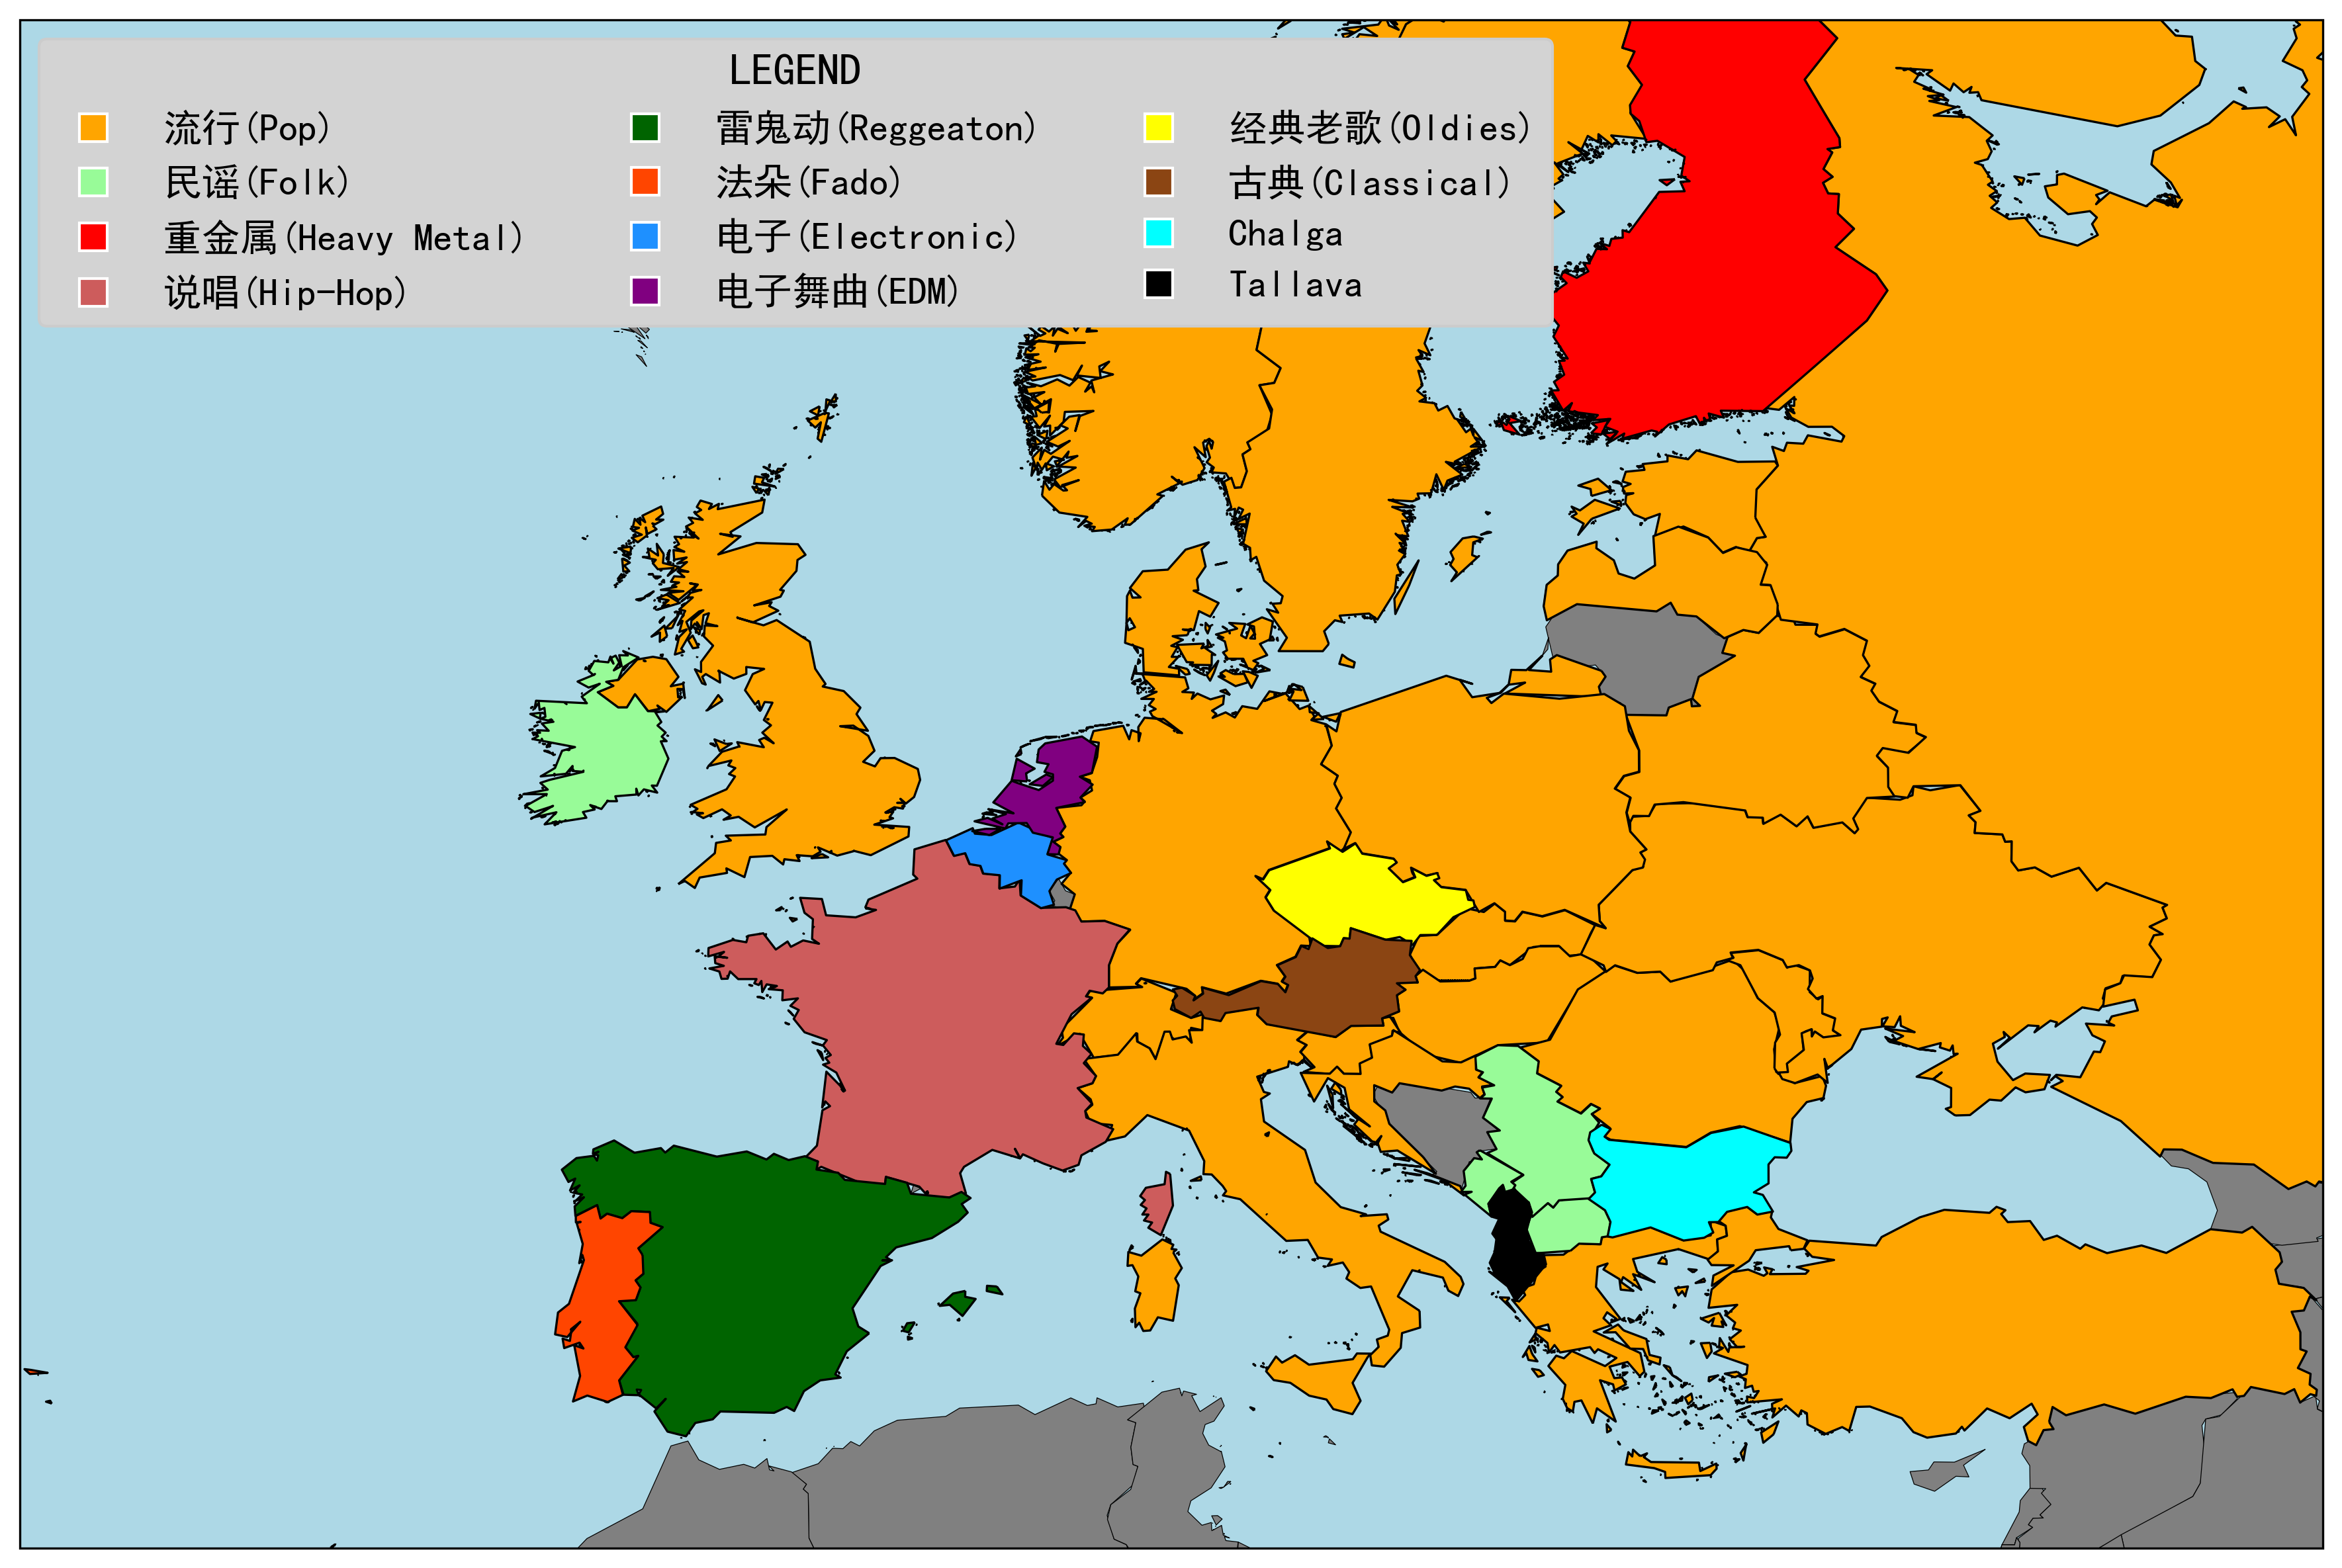 LEGEND
流行(Pop)
民谣(Folk)
重金属(Heavy Metal)
说唱(Hip-Hop)
雷鬼动(Reggeaton)
法朵(Fado)
电子(Electronic)
电子舞曲(EDM)
经典老歌(Oldies)
古典(Classical)
Chalga
Tallava